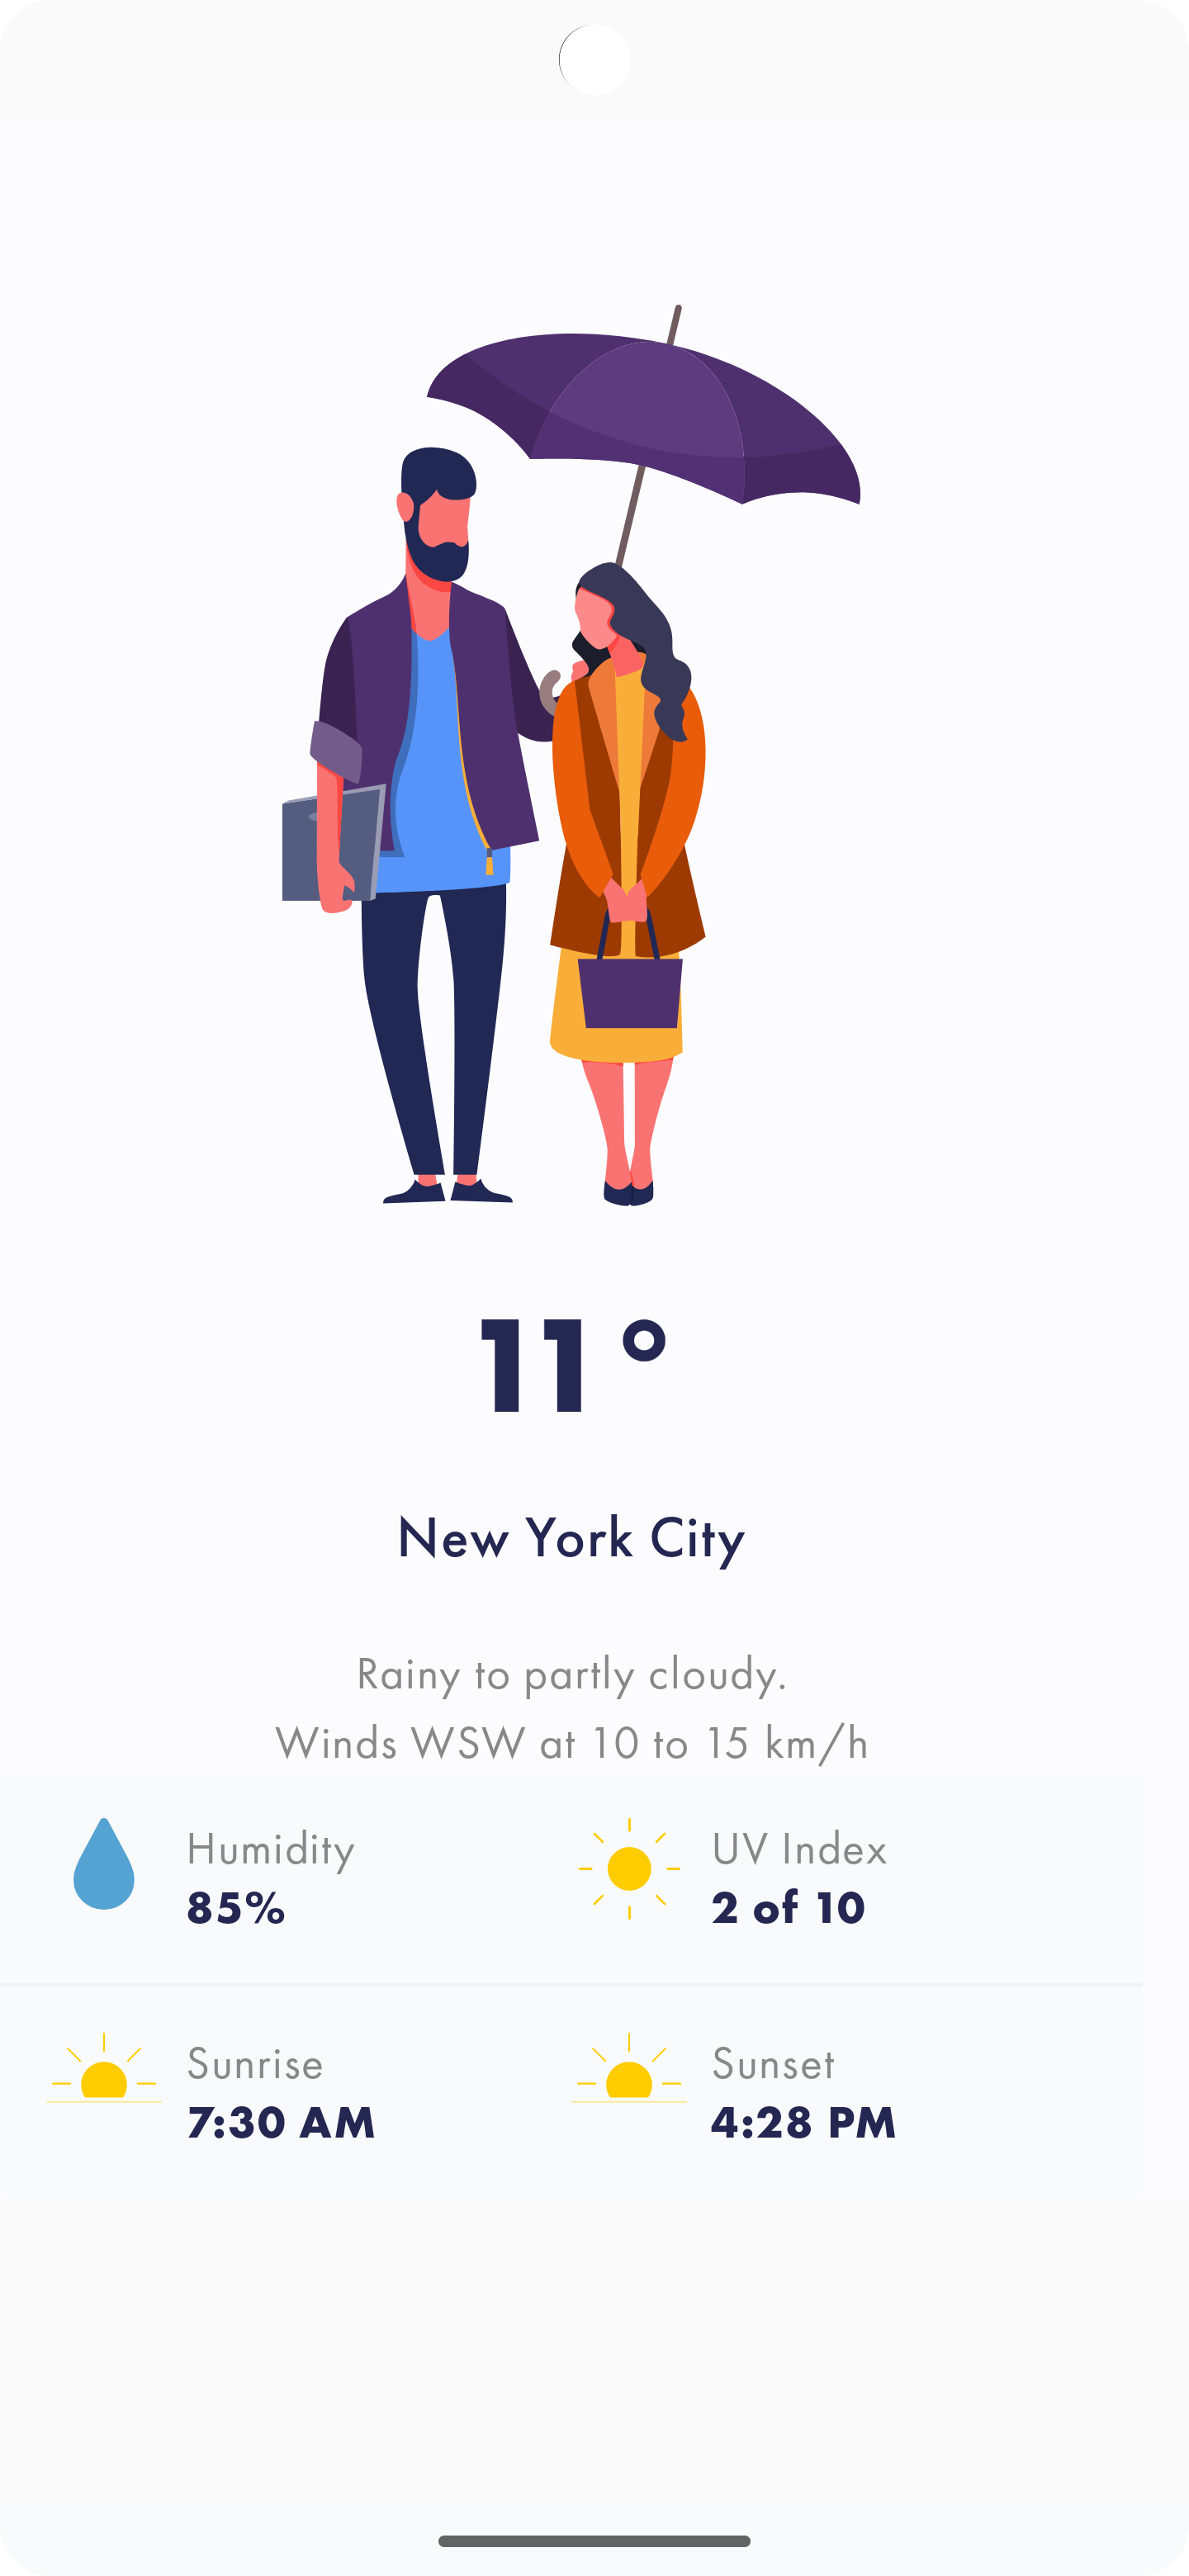 11°
New York City
Rainy to partly cloudy.
Winds WSW at 10 to 15 km/h
Humidity
85%
UV Index
2 of 10
Sunrise
7:30 AM
Sunset
4:28 PM